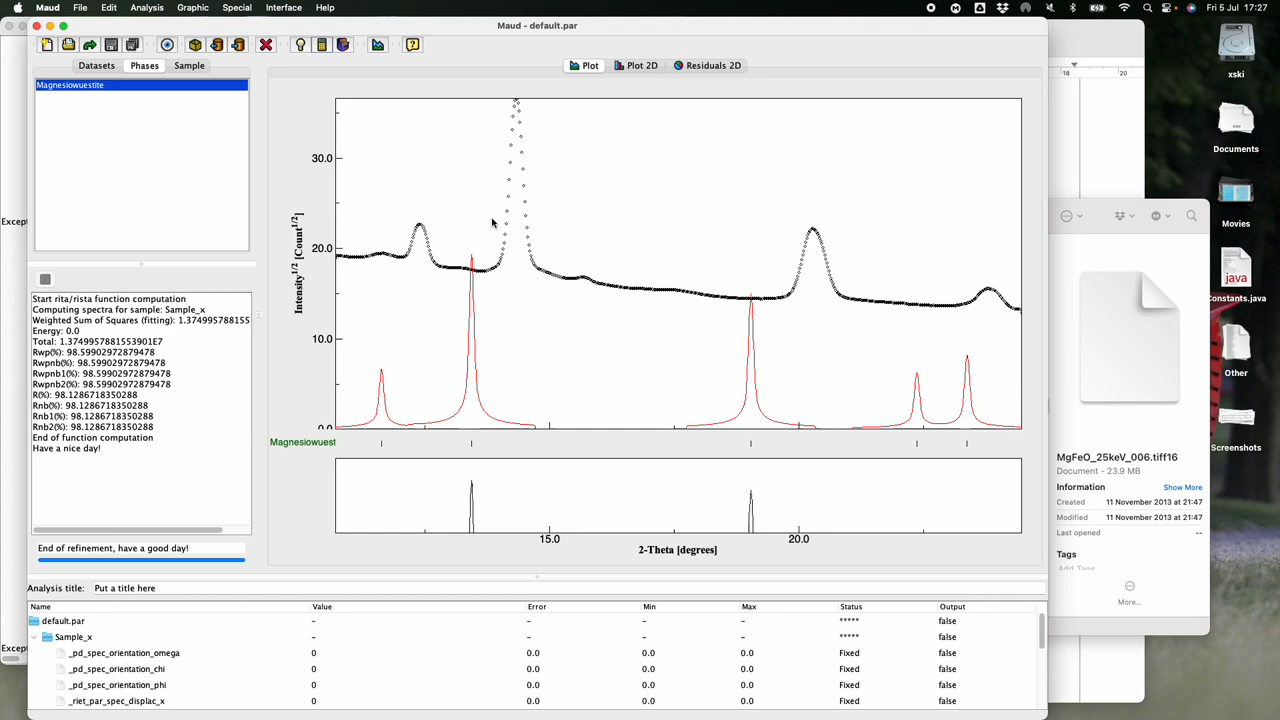 Maud File Edit Analysis Graphic Special Interface Help
Fri 5 Jul 17:27
Maud - default.par
Datasets Phases Sample
Plot Plot 2D Residuals 2D
Magnesiowuestite
Start rita/rista function computation
Computing spectra for sample: Sample_x
Weighted Sum of Squares (fitting): 1.374995788155
Energy: 0.0
Total: 1.3749957881553901E7
Rwp(%): 98.59902972879478
Rwpnb(%): 98.59902972879478
Rwpnb1(%): 98.59902972879478
Rwpnb2(%): 98.59902972879478
R(%): 98.1286718350288
Rnb(%): 98.1286718350288
Rnb1(%): 98.1286718350288
Rnb2(%): 98.1286718350288
End of function computation
Have a nice day!
End of refinement, have a good day!
Intensity1/2 [Count1/2]
30.0
20.0
10.0
0.0
Magnesiowuest
15.0 20.0
2-Theta [degrees]
Analysis title: Put a title here
Name Value Error Min Max Status Output
default.par – – – – ***** false
Sample_x – – – – ***** false
_pd_spec_orientation_omega 0 0.0 0.0 0.0 Fixed false
_pd_spec_orientation_chi 0 0.0 0.0 0.0 Fixed false
_pd_spec_orientation_phi 0 0.0 0.0 0.0 Fixed false
_riet_par_spec_displac_x 0 0.0 0.0 0.0 Fixed false
Except
Except
18 20
MgFeO_25keV_006.tiff16
Document - 23.9 MB
Information Show More
Created 11 November 2013 at 21:47
Modified 11 November 2013 at 21:47
Last opened --
Tags
Add Tags
More...
xski
Documents
Movies
java
Constants.java
Other
Screenshots